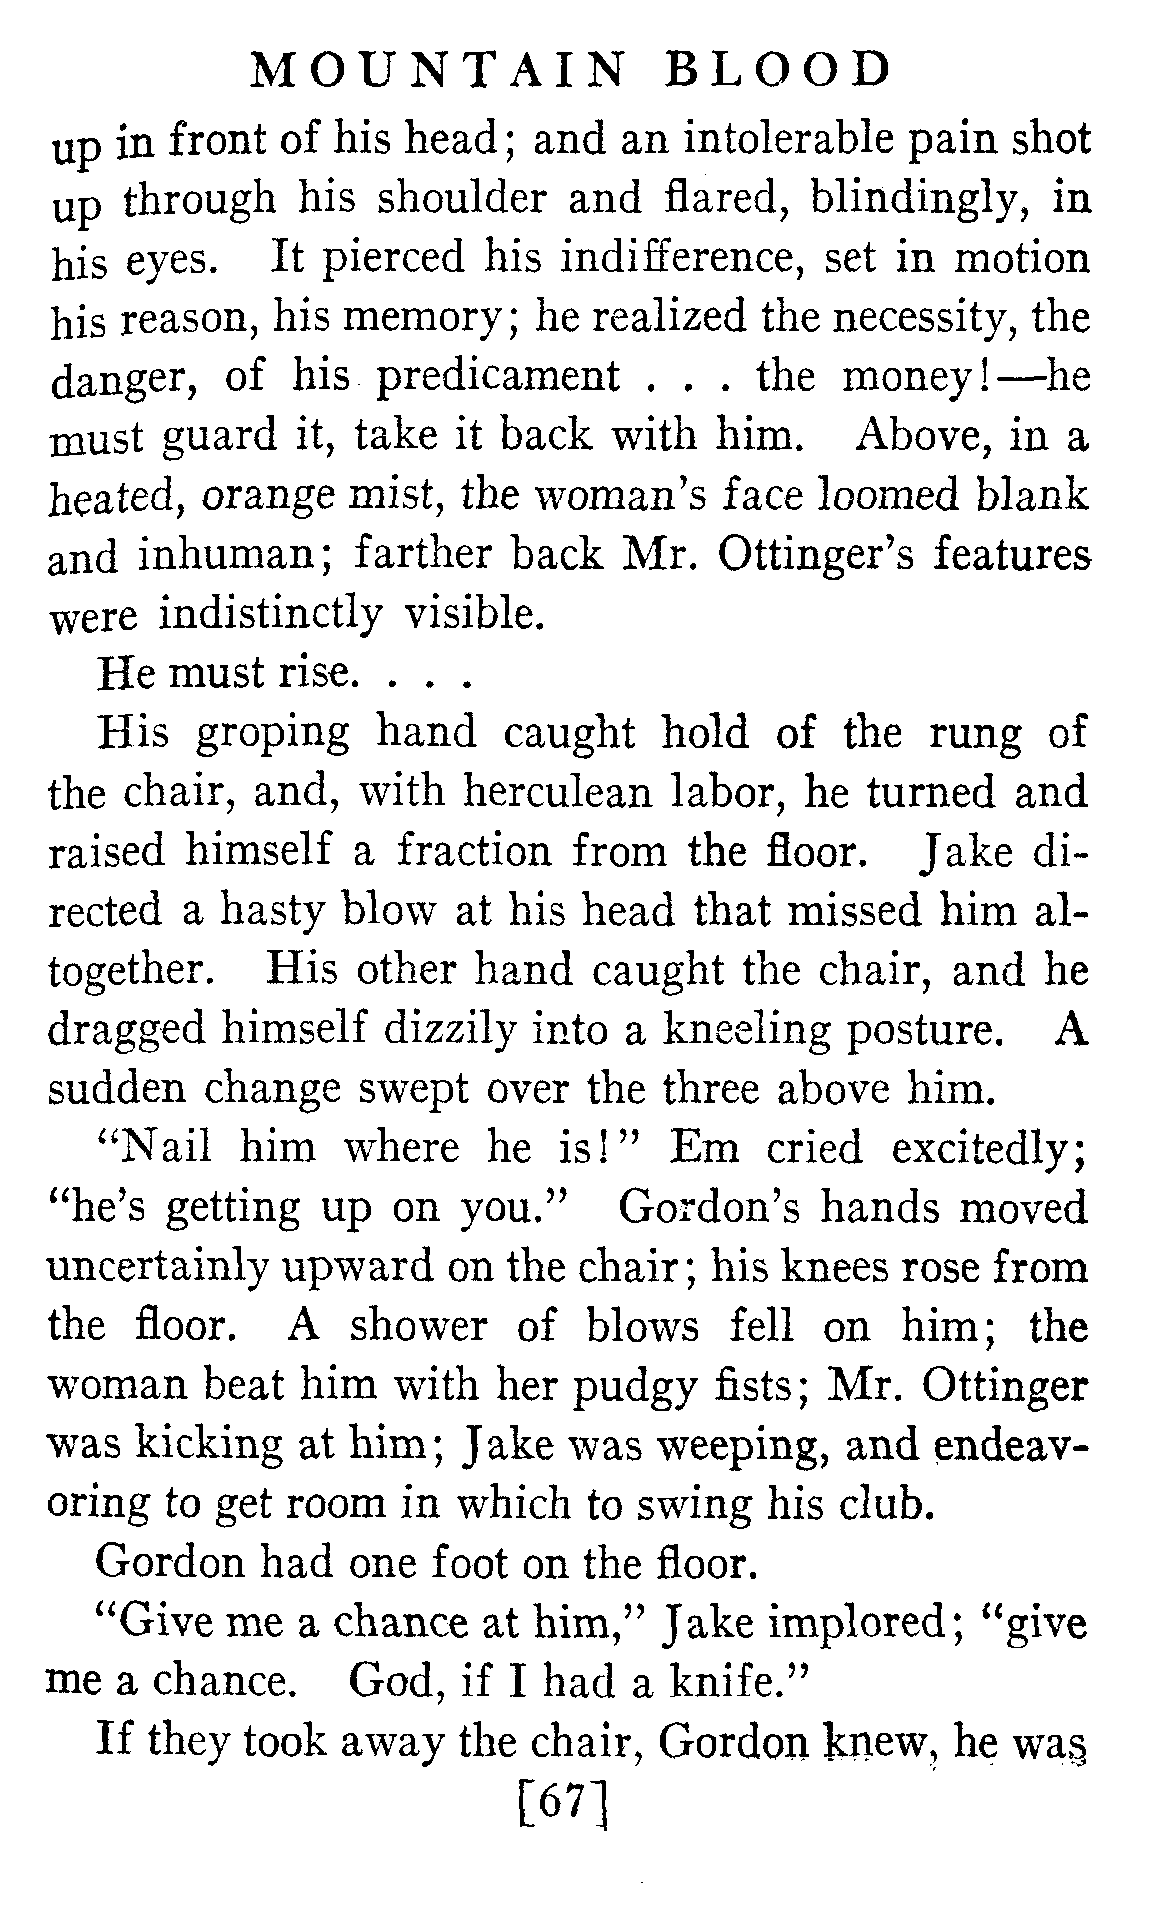 MOUNTAIN BLOOD
up in front of his head; and an intolerable pain shot
up through his shoulder and flared, blindingly, in
his eyes. It pierced his indifference, set in motion
his reason, his memory; he realized the necessity, the
danger, of his predicament . . . the money!—he
must guard it, take it back with him. Above, in a
heated, orange mist, the woman's face loomed blank
and inhuman; farther back Mr. Ottinger's features
were indistinctly visible.
He must rise. . . .
His groping hand caught hold of the rung of
the chair, and, with herculean labor, he turned and
raised himself a fraction from the floor. Jake di-
rected a hasty blow at his head that missed him al-
together. His other hand caught the chair, and he
dragged himself dizzily into a kneeling posture. A
sudden change swept over the three above him.
“Nail him where he is!” Em cried excitedly;
“he's getting up on you.” Gordon's hands moved
uncertainly upward on the chair; his knees rose from
the floor. A shower of blows fell on him; the
woman beat him with her pudgy fists; Mr. Ottinger
was kicking at him; Jake was weeping, and endeav-
oring to get room in which to swing his club.
Gordon had one foot on the floor.
“Give me a chance at him,” Jake implored; “give
me a chance. God, if I had a knife.”
If they took away the chair, Gordon knew, he was
[67]